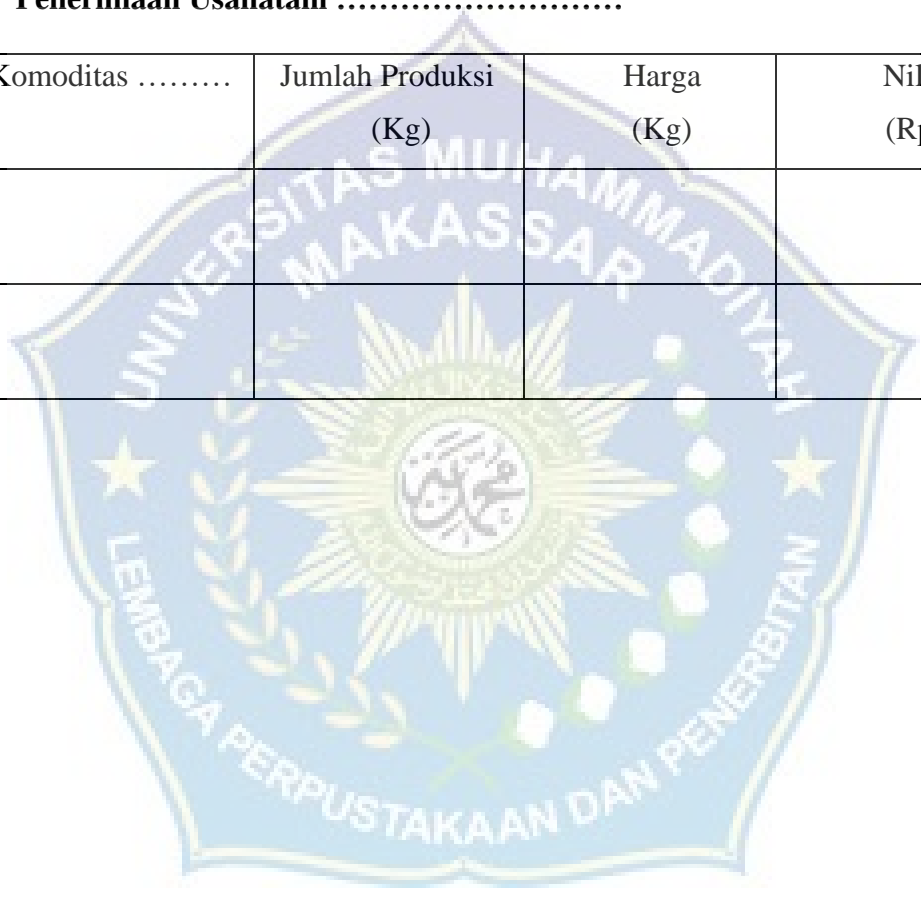 Penerimaan Usahatani ………………………
Komoditas ………
Jumlah Produksi
(Kg)
Harga
(Kg)
UNIVERSITAS MUHAMMADIYAH
MAKASSAR
LEMBAGA PERPUSTAKAAN DAN PENERBITAN